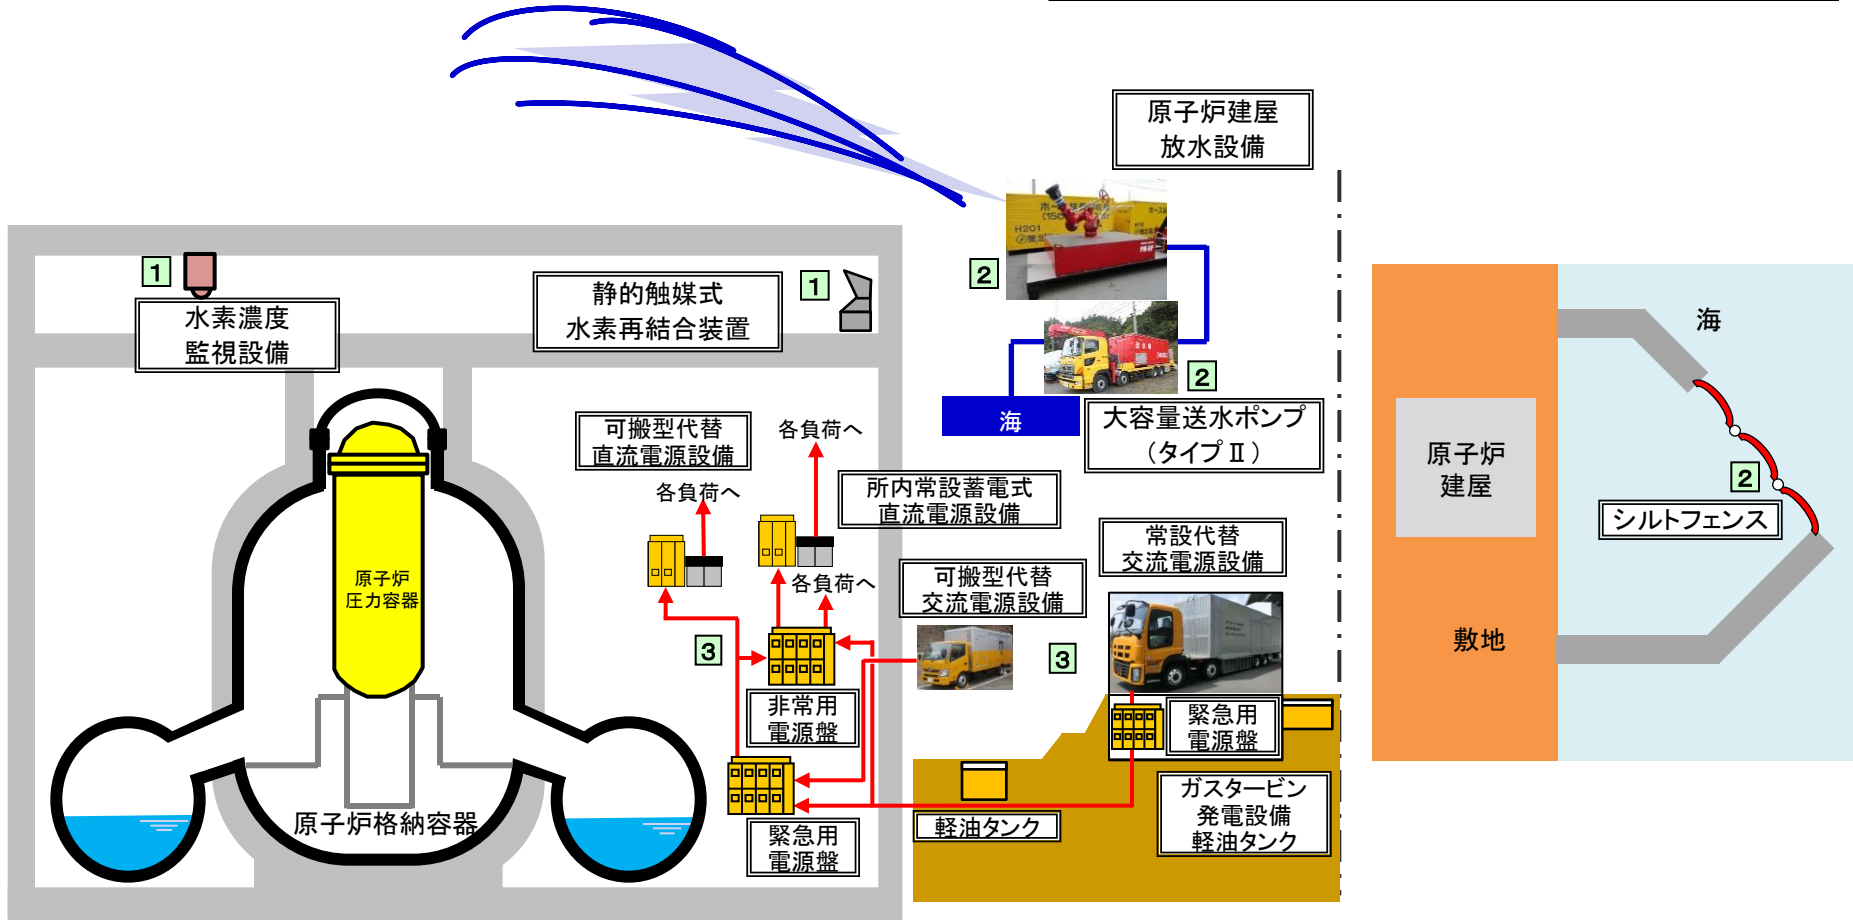 原子炉建屋
放水設備
H201
2
1
水素濃度
監視設備
静的触媒式
水素再結合装置
1
海
2
大容量送水ポンプ
（タイプⅡ）
可搬型代替
直流電源設備
各負荷へ
各負荷へ
所内常設蓄電式
直流電源設備
各負荷へ
常設代替
交流電源設備
可搬型代替
交流電源設備
原子炉
圧力容器
3
3
非常用
電源盤
緊急用
電源盤
ガスタービン
発電設備
軽油タンク
軽油タンク
原子炉格納容器
緊急用
電源盤
海
原子炉
建屋
2
シルトフェンス
敷地